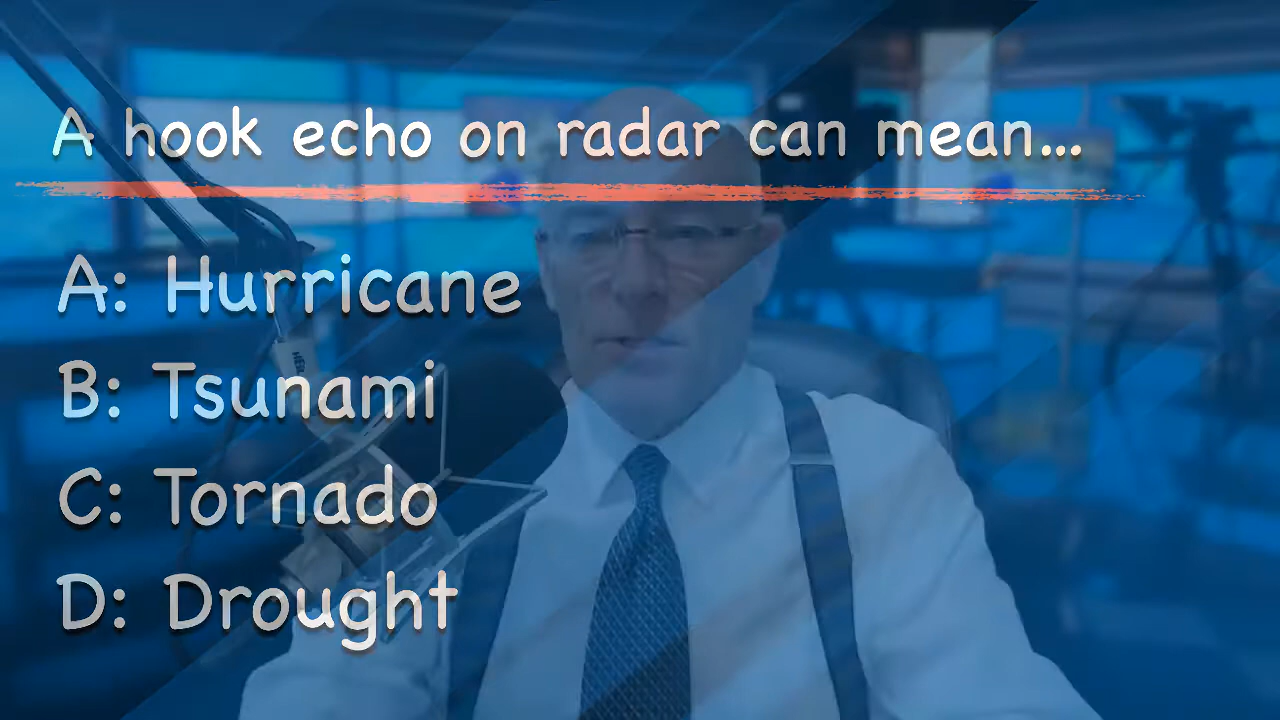 A hook echo on radar can mean...
A: Hurricane
B: Tsunami
C: Tornado
D: Drought